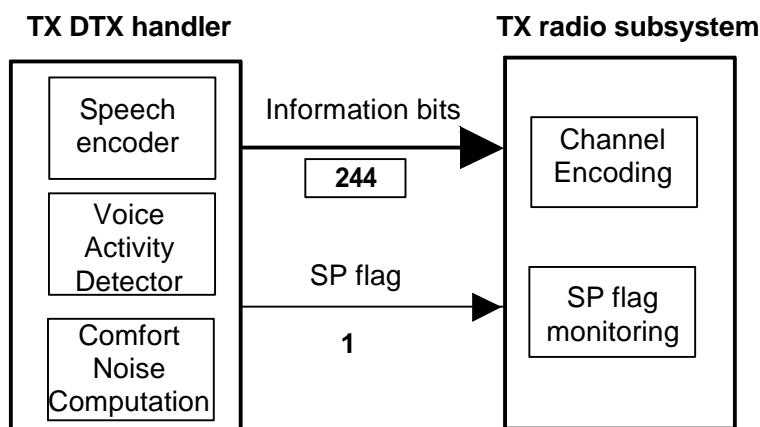 TX DTX handler
TX radio subsystem
Speech
encoder
Information bits
244
Channel
Encoding
Voice
Activity
Detector
SP flag
1
SP flag
monitoring
Comfort
Noise
Computation